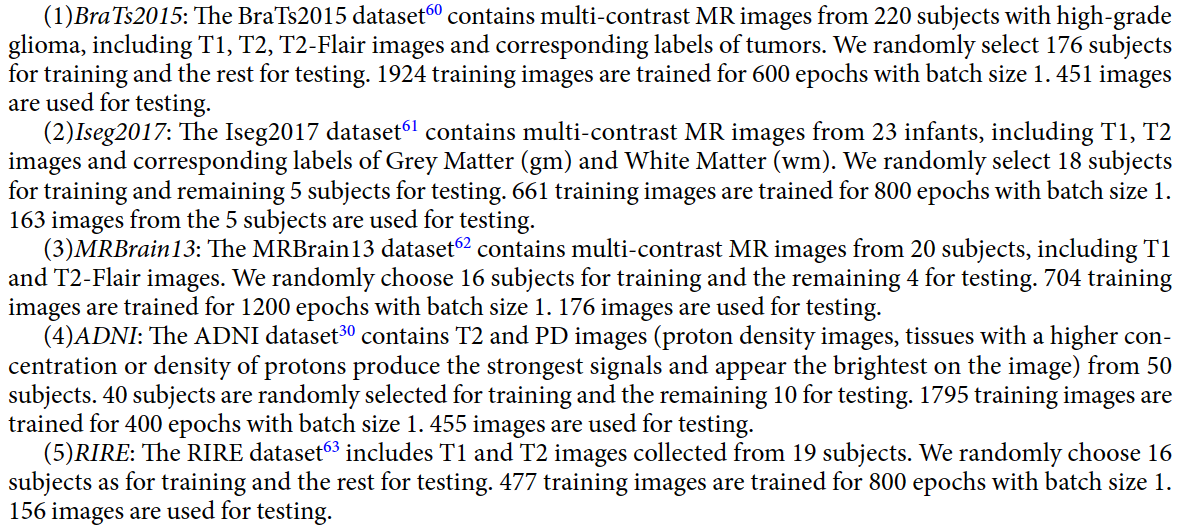 (1)BraTs2015: The BraTs2015 dataset60 contains multi-contrast MR images from 220 subjects with high-grade
glioma, including T1, T2, T2-Flair images and corresponding labels of tumors. We randomly select 176 subjects
for training and the rest for testing. 1924 training images are trained for 600 epochs with batch size 1. 451 images
are used for testing.
(2)Iseg2017: The Iseg2017 dataset61 contains multi-contrast MR images from 23 infants, including T1, T2
images and corresponding labels of Grey Matter (gm) and White Matter (wm). We randomly select 18 subjects
for training and remaining 5 subjects for testing. 661 training images are trained for 800 epochs with batch size 1.
163 images from the 5 subjects are used for testing.
(3)MRBrain13: The MRBrain13 dataset62 contains multi-contrast MR images from 20 subjects, including T1
and T2-Flair images. We randomly choose 16 subjects for training and the remaining 4 for testing. 704 training
images are trained for 1200 epochs with batch size 1. 176 images are used for testing.
(4)ADNI: The ADNI dataset30 contains T2 and PD images (proton density images, tissues with a higher con-
centration or density of protons produce the strongest signals and appear the brightest on the image) from 50
subjects. 40 subjects are randomly selected for training and the remaining 10 for testing. 1795 training images are
trained for 400 epochs with batch size 1. 455 images are used for testing.
(5)RIRE: The RIRE dataset63 includes T1 and T2 images collected from 19 subjects. We randomly choose 16
subjects as for training and the rest for testing. 477 training images are trained for 800 epochs with batch size 1.
156 images are used for testing.